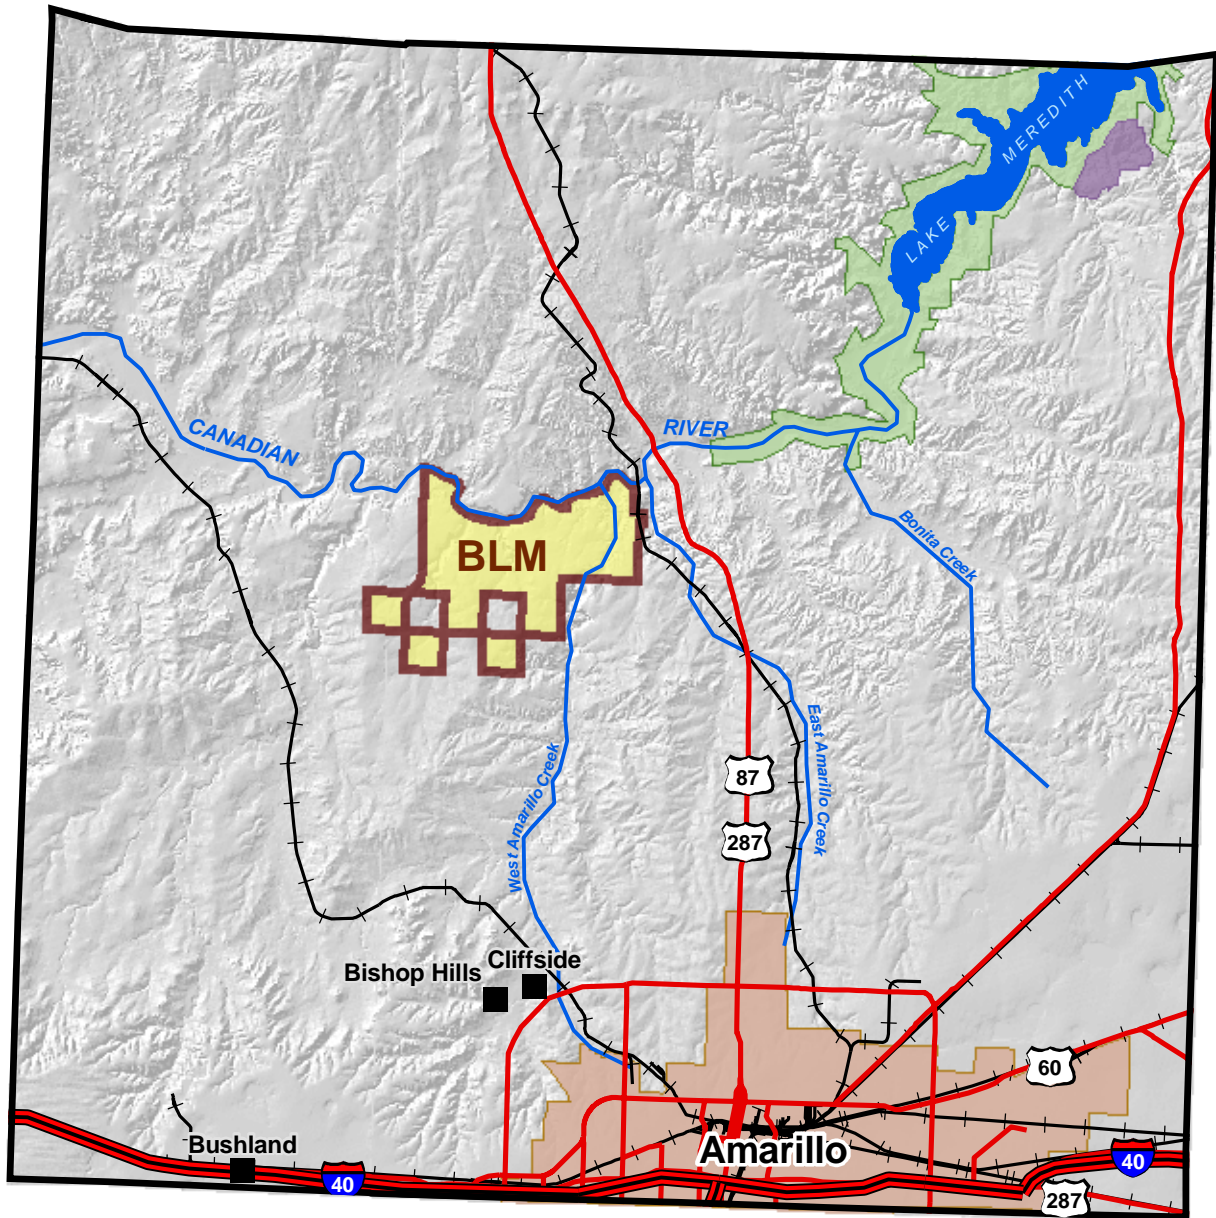 LAKE MEREDITH
CANADIAN RIVER
BLM
Bonita Creek
East Amarillo Creek
West Amarillo Creek
87
287
Cliffside
Bishop Hills
60
Bushland
Amarillo
40
40
287